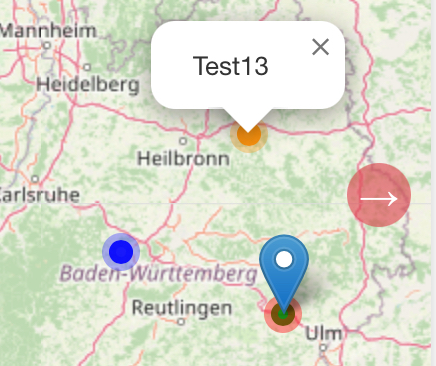 Mannheim
Test13
×
Heidelberg
Heilbronn
Karlsruhe
→
Baden-Württemberg
Reutlingen
Ulm